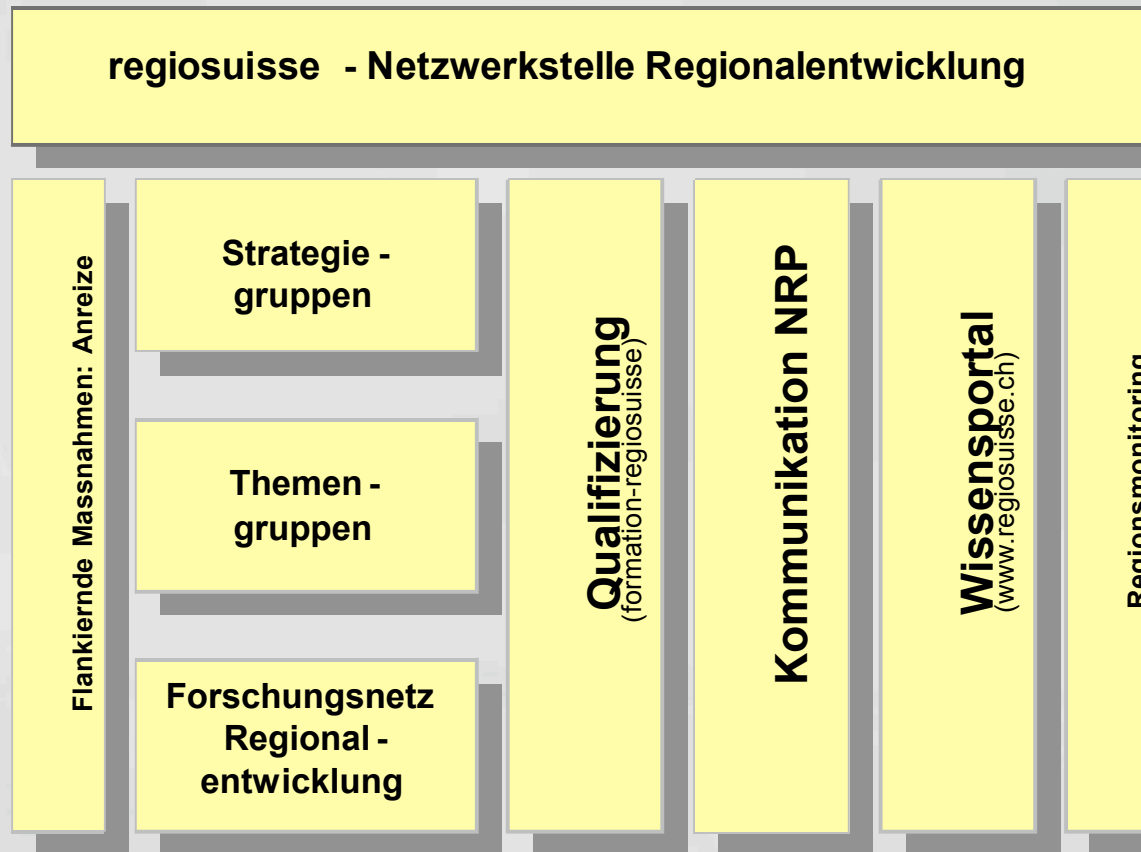 regiosuisse - Netzwerkstelle Regionalentwicklung
Flankiernde Massnahmen: Anreize
Strategie -
gruppen
Themen -
gruppen
Forschungsnetz
Regional -
entwicklung
Qualifizierung
(formation-regiosuisse)
Kommunikation NRP
Wissensportal
(www.regiosuisse.ch)
Regionsmonitoring